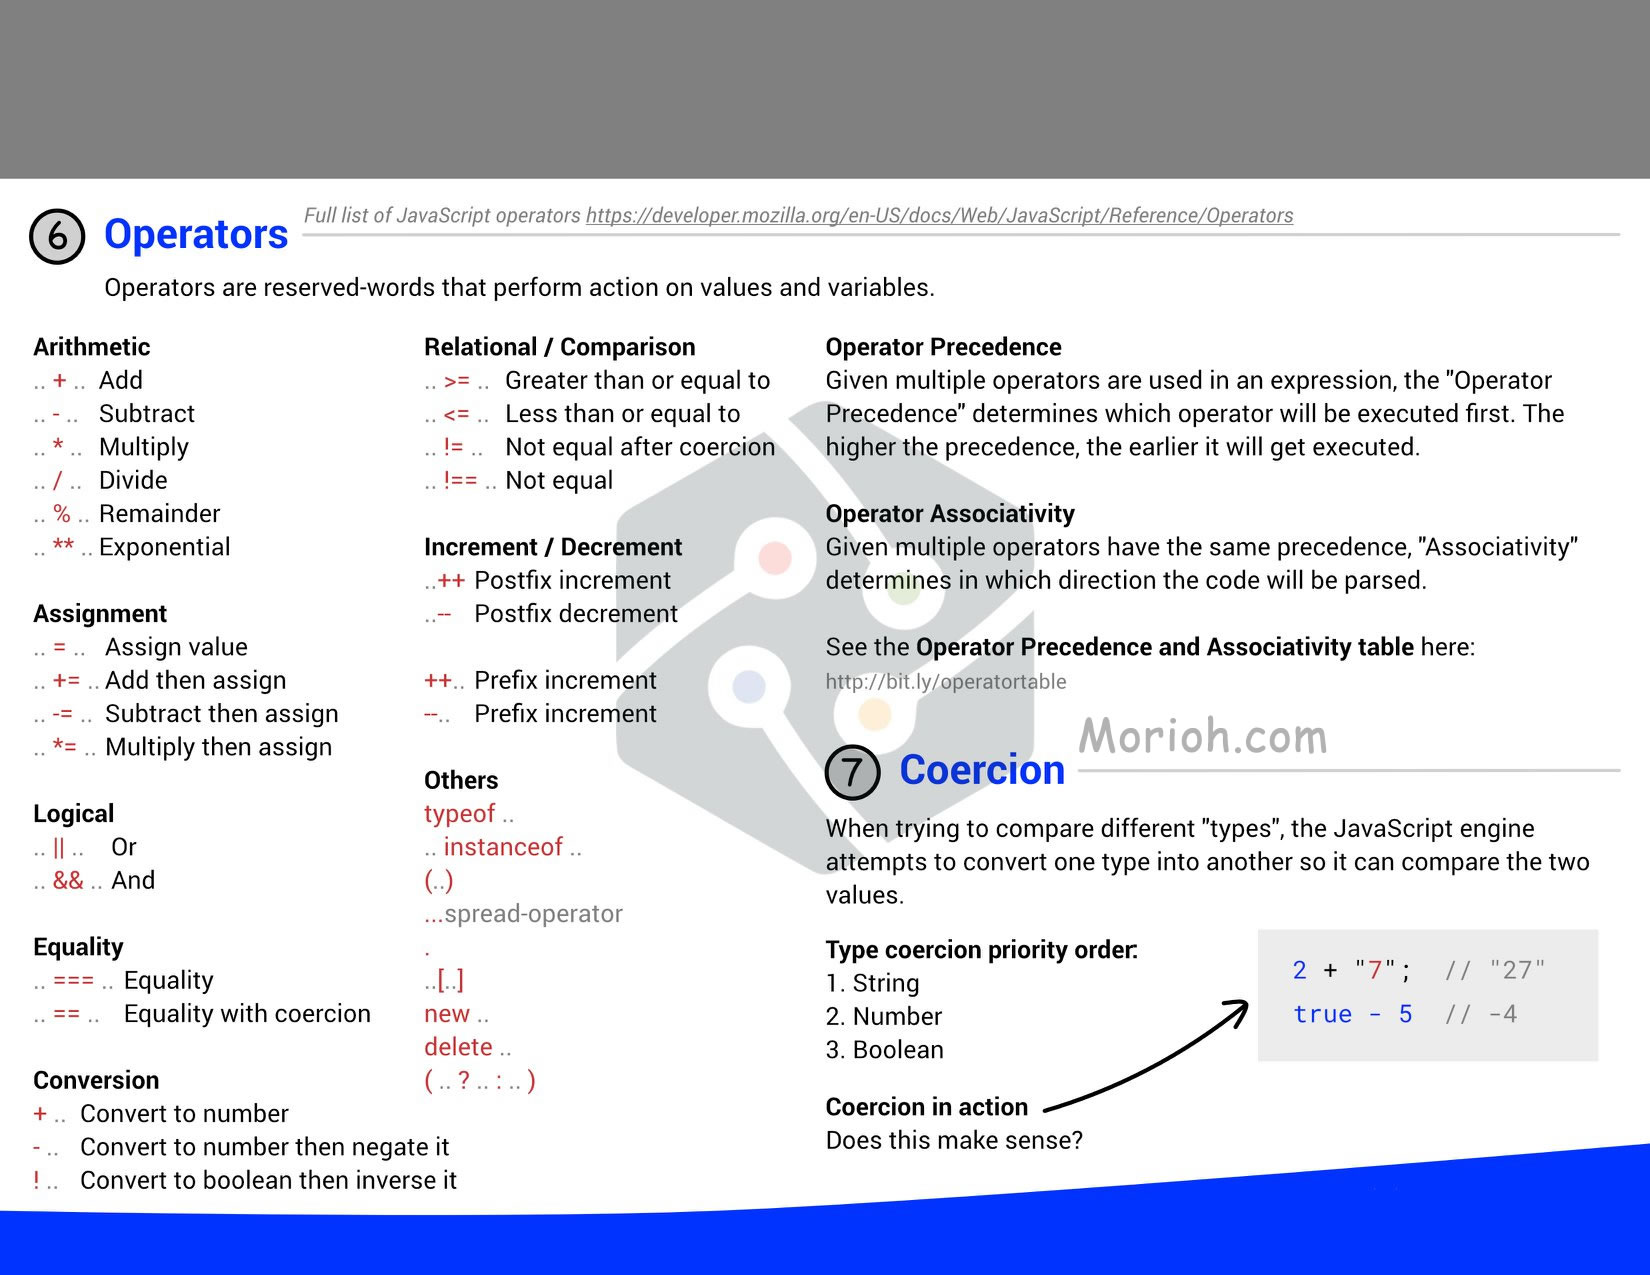 6 Operators
Full list of JavaScript operators https://developer.mozilla.org/en-US/docs/Web/JavaScript/Reference/Operators
Operators are reserved-words that perform action on values and variables.
Arithmetic
.. + .. Add
.. - .. Subtract
.. * .. Multiply
.. / .. Divide
.. % .. Remainder
.. ** .. Exponential
Assignment
.. = .. Assign value
.. += .. Add then assign
.. -= .. Subtract then assign
.. *= .. Multiply then assign
Logical
.. || .. Or
.. && .. And
Equality
.. === .. Equality
.. == .. Equality with coercion
Conversion
+ .. Convert to number
- .. Convert to number then negate it
! .. Convert to boolean then inverse it
Relational / Comparison
.. >= .. Greater than or equal to
.. <= .. Less than or equal to
.. != .. Not equal after coercion
.. !== .. Not equal
Increment / Decrement
..++ Postfix increment
..-- Postfix decrement
++.. Prefix increment
--.. Prefix increment
Others
typeof ..
.. instanceof ..
(..)
...spread-operator
.
..[..]
new ..
delete ..
( .. ? .. : .. )
Operator Precedence
Given multiple operators are used in an expression, the "Operator
Precedence" determines which operator will be executed first. The
higher the precedence, the earlier it will get executed.
Operator Associativity
Given multiple operators have the same precedence, "Associativity"
determines in which direction the code will be parsed.
See the Operator Precedence and Associativity table here:
http://bit.ly/operatortable
Morioh.com
7 Coercion
When trying to compare different "types", the JavaScript engine
attempts to convert one type into another so it can compare the two
values.
Type coercion priority order:
1. String
2. Number
3. Boolean
Coercion in action
Does this make sense?
2 + "7"; // "27"
true - 5 // -4